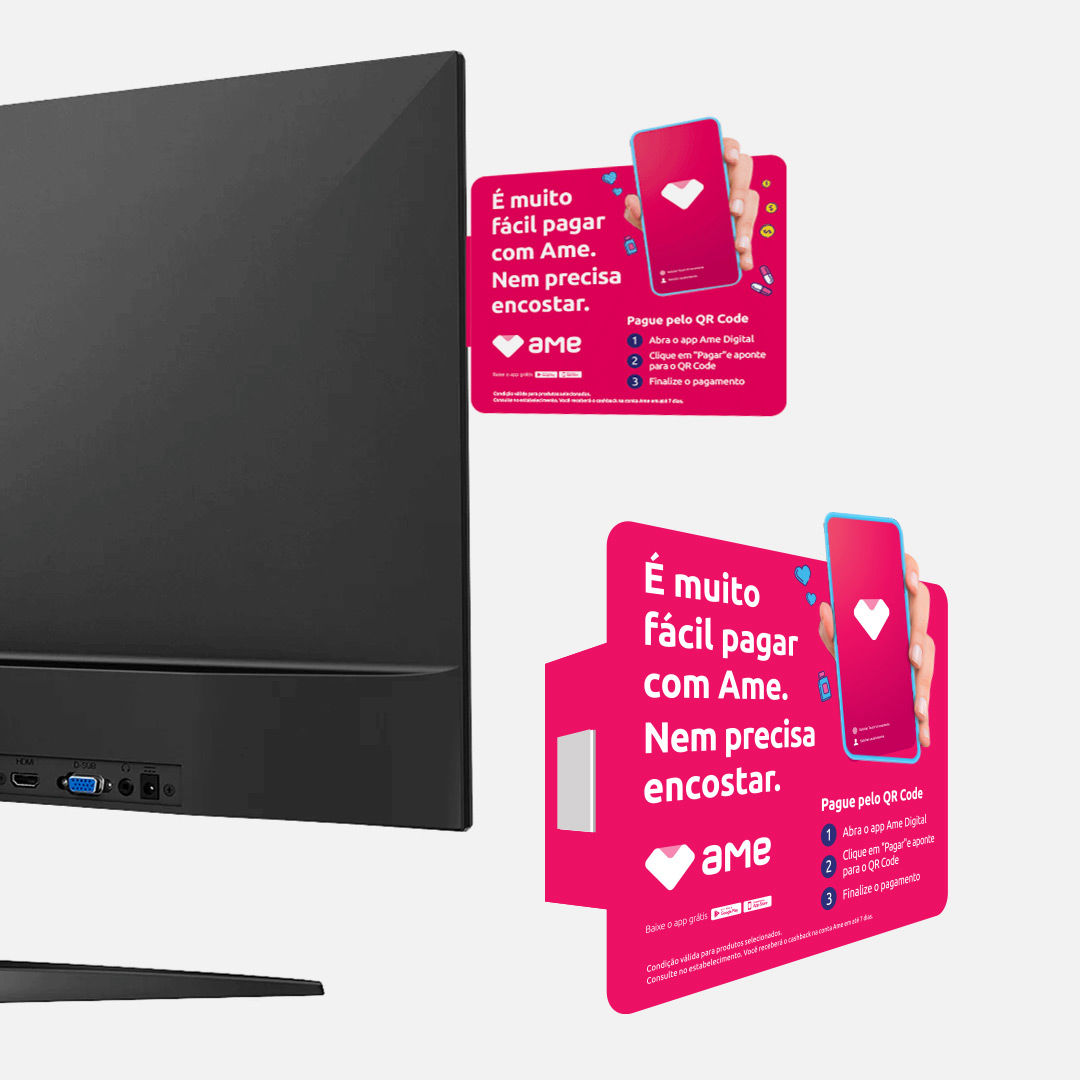 É muito
fácil pagar
com Ame.
Nem precisa
encostar.
ame
Baixe o app grátis
Pague pelo QR Code
1 Abra o app Ame Digital
2 Clique em "Pagar"e aponte
para o QR Code
3 Finalize o pagamento
Condição válida para produtos selecionados.
Consulte no estabelecimento. Você receberá o cashback na conta Ame em até 7 dias.
HDMI
D-SUB
É muito
fácil pagar
com Ame.
Nem precisa
encostar.
ame
Baixe o app grátis
Google Play
App Store
Pague pelo QR Code
1 Abra o app Ame Digital
2 Clique em "Pagar"e aponte
para o QR Code
3 Finalize o pagamento
Condição válida para produtos selecionados.
Consulte no estabelecimento. Você receberá o cashback na conta Ame em até 7 dias.